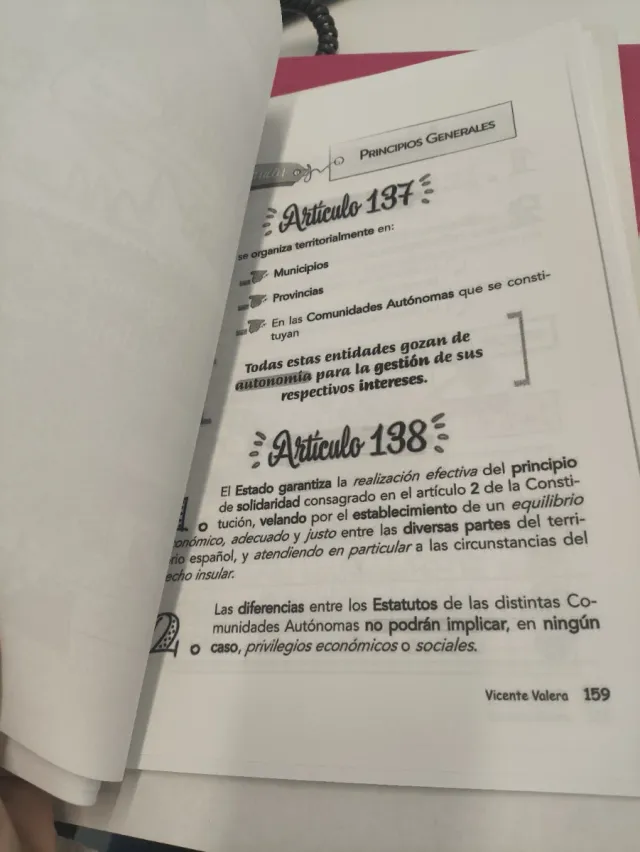 PRINCIPIOS GENERALES
Artículo 137
se organiza territorialmente en:
Municipios
Provincias
En las Comunidades Autónomas que se consti-
tuyan
Todas estas entidades gozan de
autonomía para la gestión de sus
respectivos intereses.
Artículo 138
El Estado garantiza la realización efectiva del principio
de solidaridad consagrado en el artículo 2 de la Consti-
1o tución, velando por el establecimiento de un equilibrio
onómico, adecuado y justo entre las diversas partes del terri-
rio español, y atendiendo en particular a las circunstancias del
echo insular.
Las diferencias entre los Estatutos de las distintas Co-
munidades Autónomas no podrán implicar, en ningún
2o caso, privilegios económicos o sociales.
Vicente Valera 159